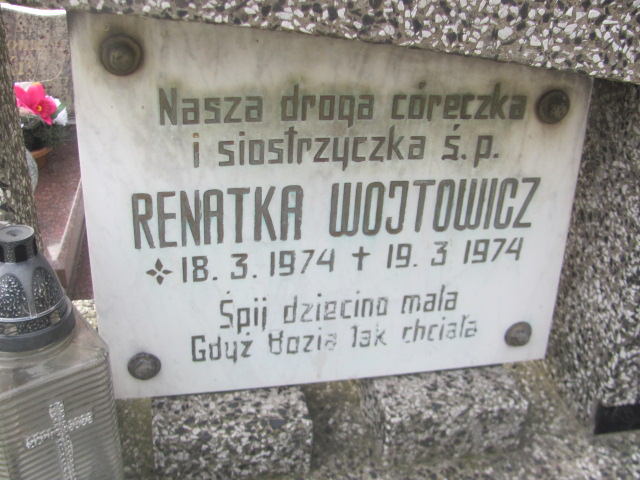 Nasza droga córeczka
i siostrzyczka ś.p.
RENATKA WOJTOWICZ
18. 3. 1974 + 19. 3 1974
Śpij dziecino mała
Gdyż Bozia tak chciała